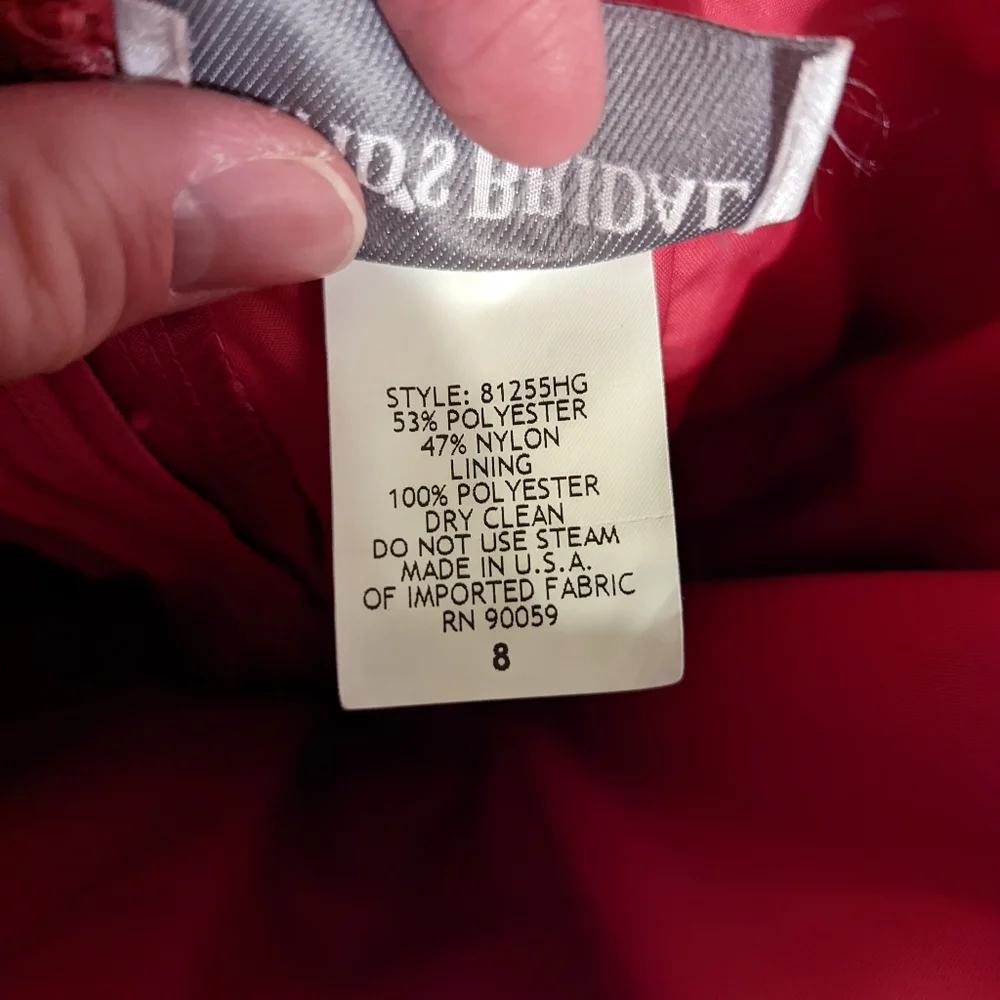 'S BRIDAL
STYLE: 81255HG
53% POLYESTER
47% NYLON
LINING
100% POLYESTER
DRY CLEAN
DO NOT USE STEAM
MADE IN U.S.A.
OF IMPORTED FABRIC
RN 90059
8